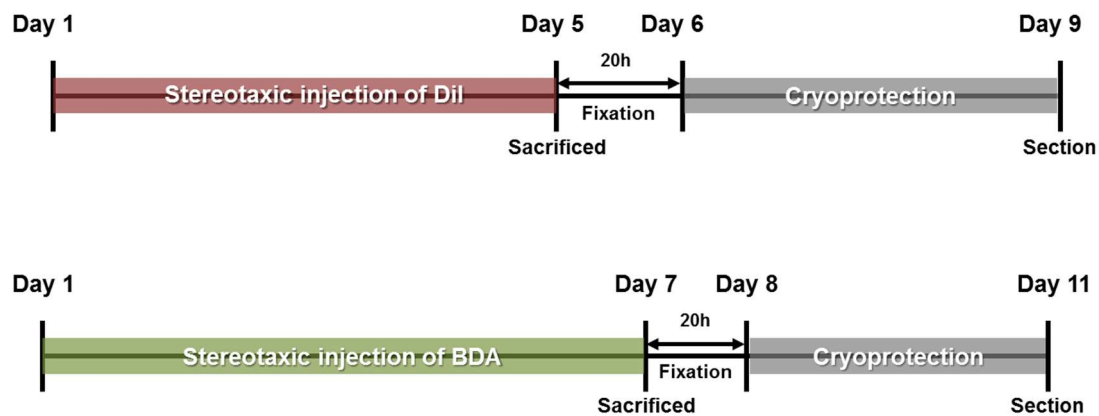 Day 1 Day 5 Day 6 Day 9
20h
Stereotaxic injection of DiI Cryoprotection
Fixation
Sacrificed Section
Day 1 Day 7 Day 8 Day 11
20h
Stereotaxic injection of BDA Cryoprotection
Fixation
Sacrificed Section